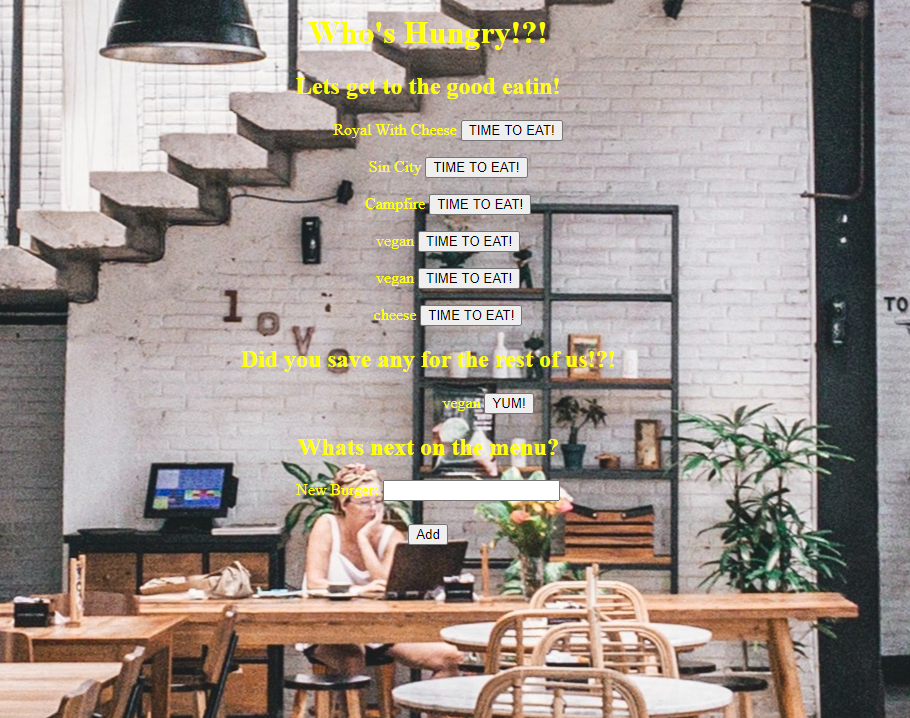 Who's Hungry!?!
Lets get to the good eatin!
Royal With Cheese TIME TO EAT!
Sin City TIME TO EAT!
Campfire TIME TO EAT!
vegan TIME TO EAT!
vegan TIME TO EAT!
cheese TIME TO EAT!
love
TO
Did you save any for the rest of us!?!
vegan YUM!
Whats next on the menu?
New Burger:
Add